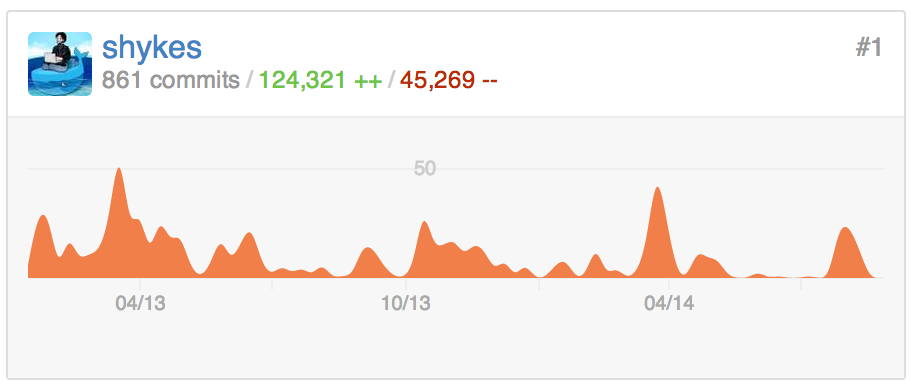 shykes #1
861 commits / 124,321 ++ / 45,269 --
50
04/13 10/13 04/14